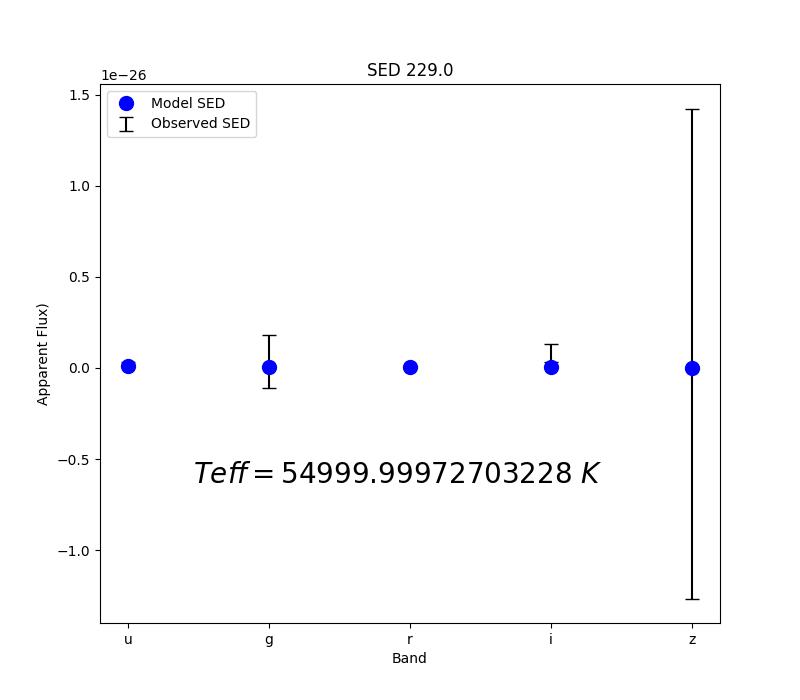 SED 229.0
1e−26
Model SED
Observed SED
1.5
1.0
0.5
0.0
−0.5
−1.0
Apparent Flux)
Teff = 54999.99972703228 K
u g r i z
Band